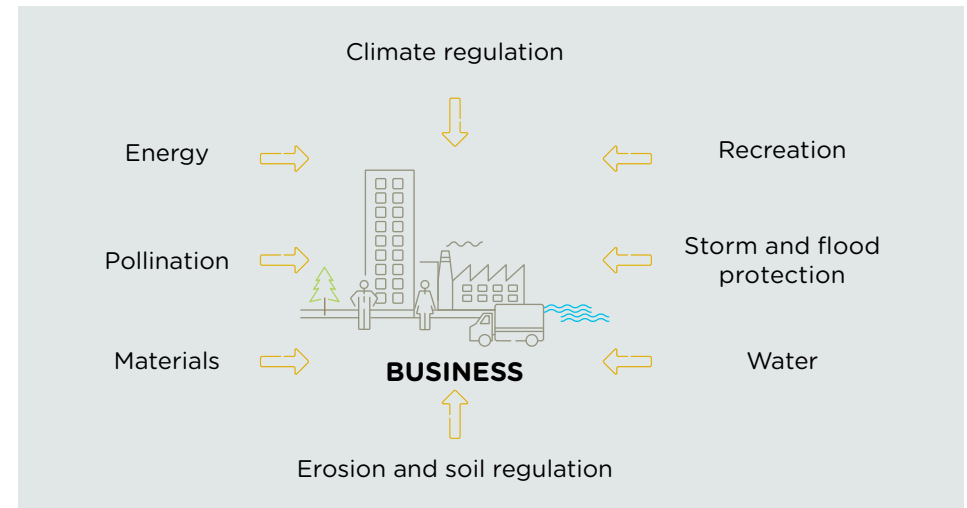 Climate regulation
Energy
Recreation
Pollination
Storm and flood
protection
Materials
Water
BUSINESS
Erosion and soil regulation